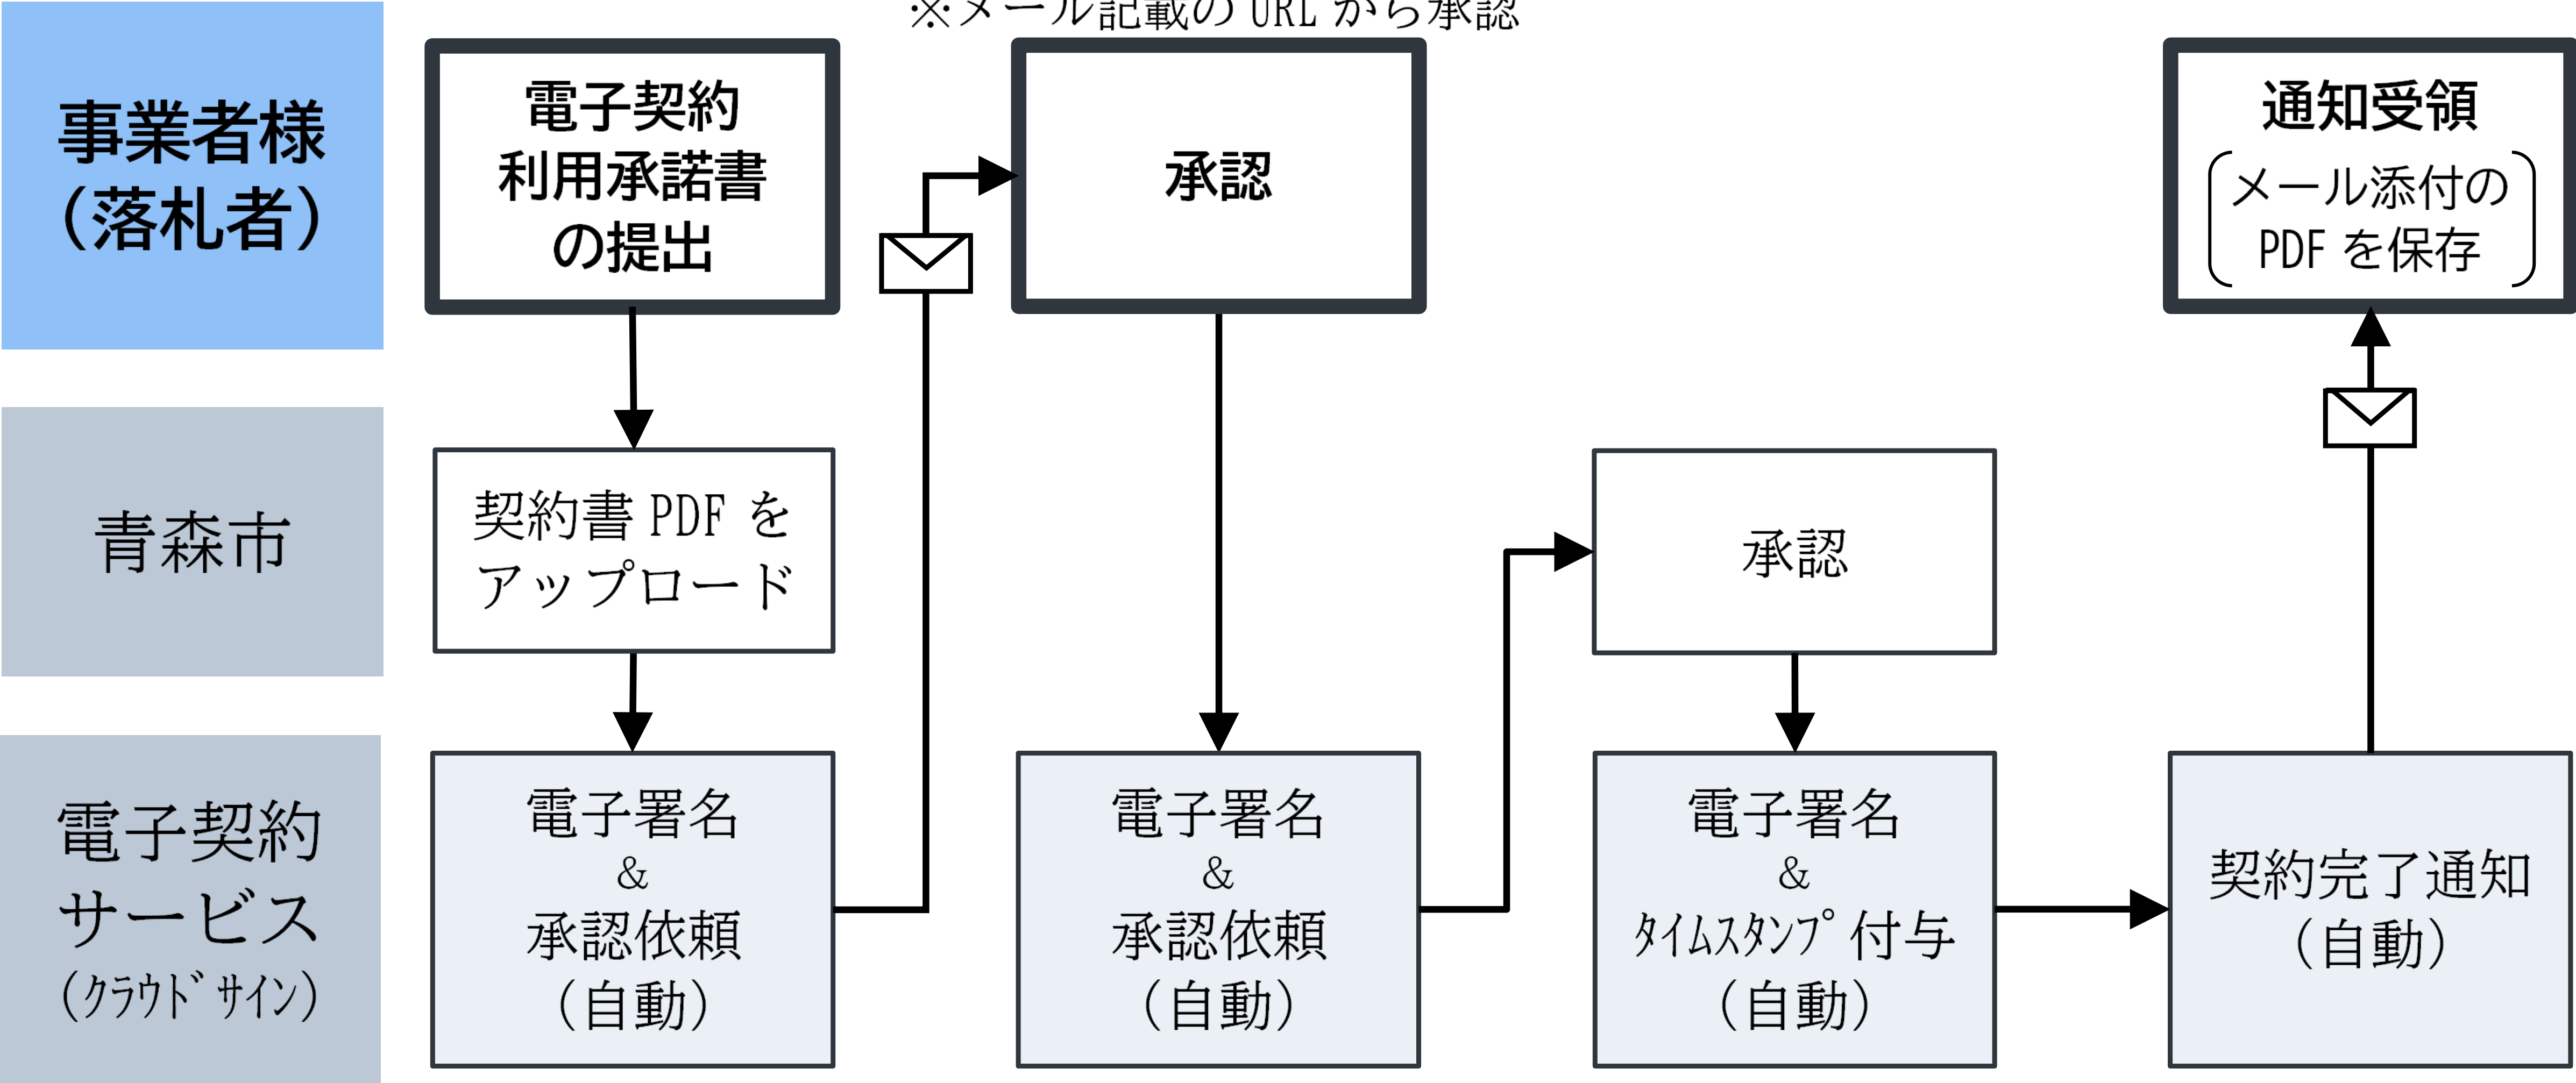 ※メール記載の URL から承認
事業者様
（落札者）
電子契約
利用承諾書
の提出
承認
通知受領
メール添付の
PDF を保存
青森市
契約書 PDF を
アップロード
承認
電子契約
サービス
（ｸﾗｳﾄﾞｻｲﾝ）
電子署名
＆
承認依頼
（自動）
電子署名
＆
承認依頼
（自動）
電子署名
＆
ﾀｲﾑｽﾀﾝﾌﾟ付与
（自動）
契約完了通知
（自動）